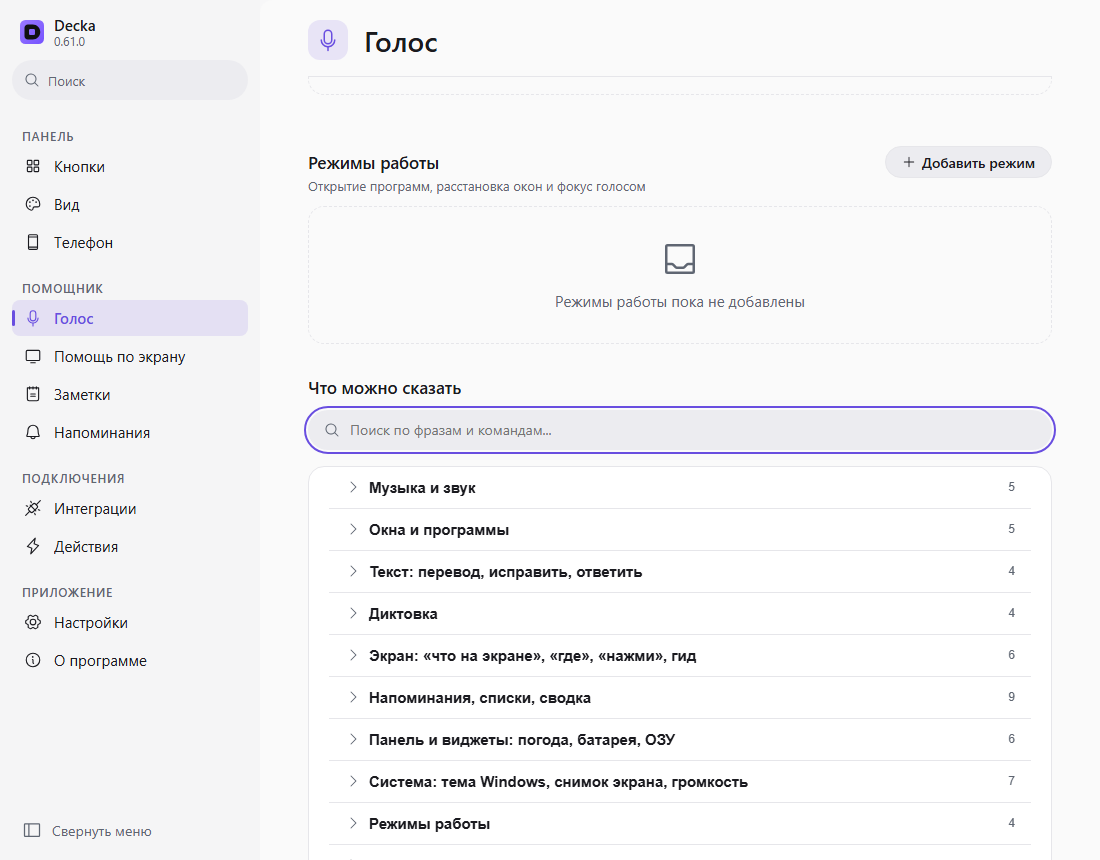 Decka
0.61.0
Поиск
ПАНЕЛЬ
Кнопки
Вид
Телефон
ПОМОЩНИК
Голос
Помощь по экрану
Заметки
Напоминания
ПОДКЛЮЧЕНИЯ
Интеграции
Действия
ПРИЛОЖЕНИЕ
Настройки
О программе
Свернуть меню
Голос
Режимы работы
Добавить режим
Открытие программ, расстановка окон и фокус голосом
Режимы работы пока не добавлены
Что можно сказать
Поиск по фразам и командам...
Музыка и звук 5
Окна и программы 5
Текст: перевод, исправить, ответить 4
Диктовка 4
Экран: «что на экране», «где», «нажми», гид 6
Напоминания, списки, сводка 9
Панель и виджеты: погода, батарея, ОЗУ 6
Система: тема Windows, снимок экрана, громкость 7
Режимы работы 4